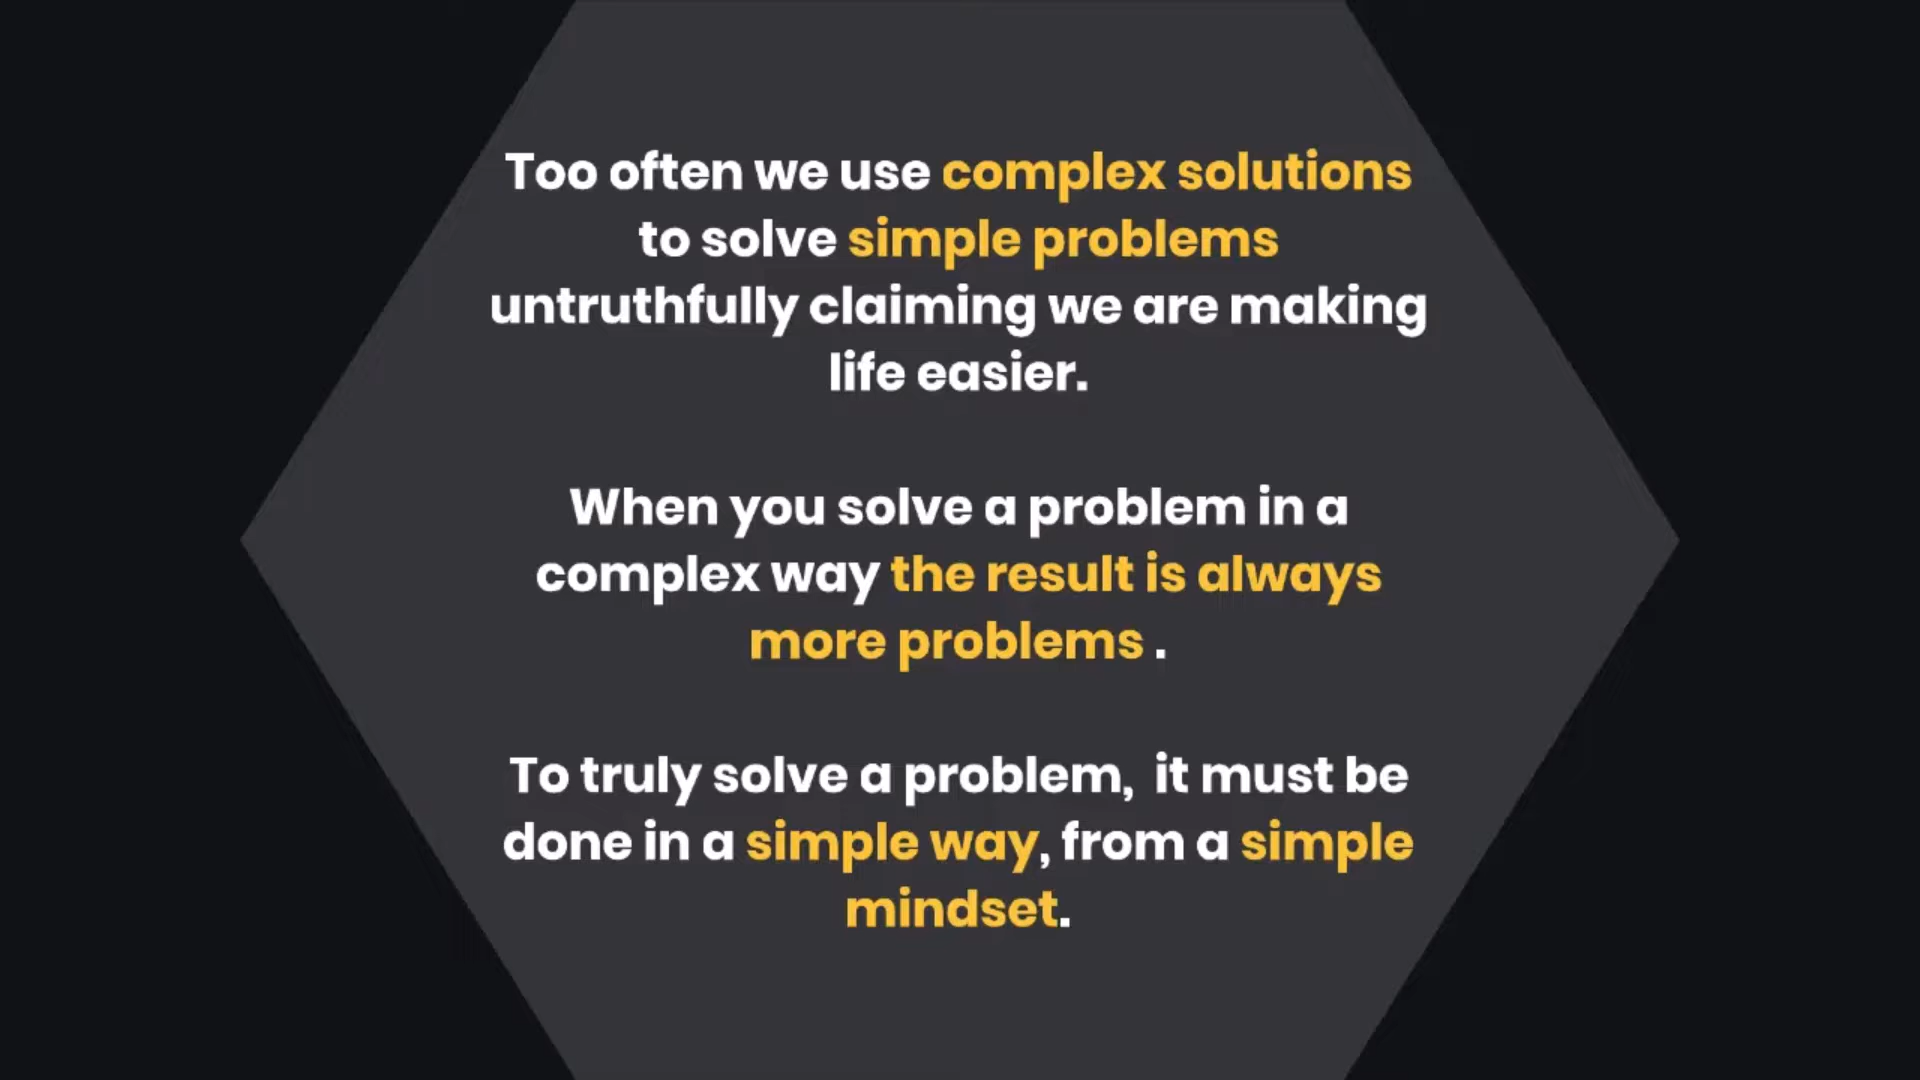 Too often we use complex solutions
to solve simple problems
untruthfully claiming we are making
life easier.
When you solve a problem in a
complex way the result is always
more problems .
To truly solve a problem,  it must be
done in a simple way, from a simple
mindset.